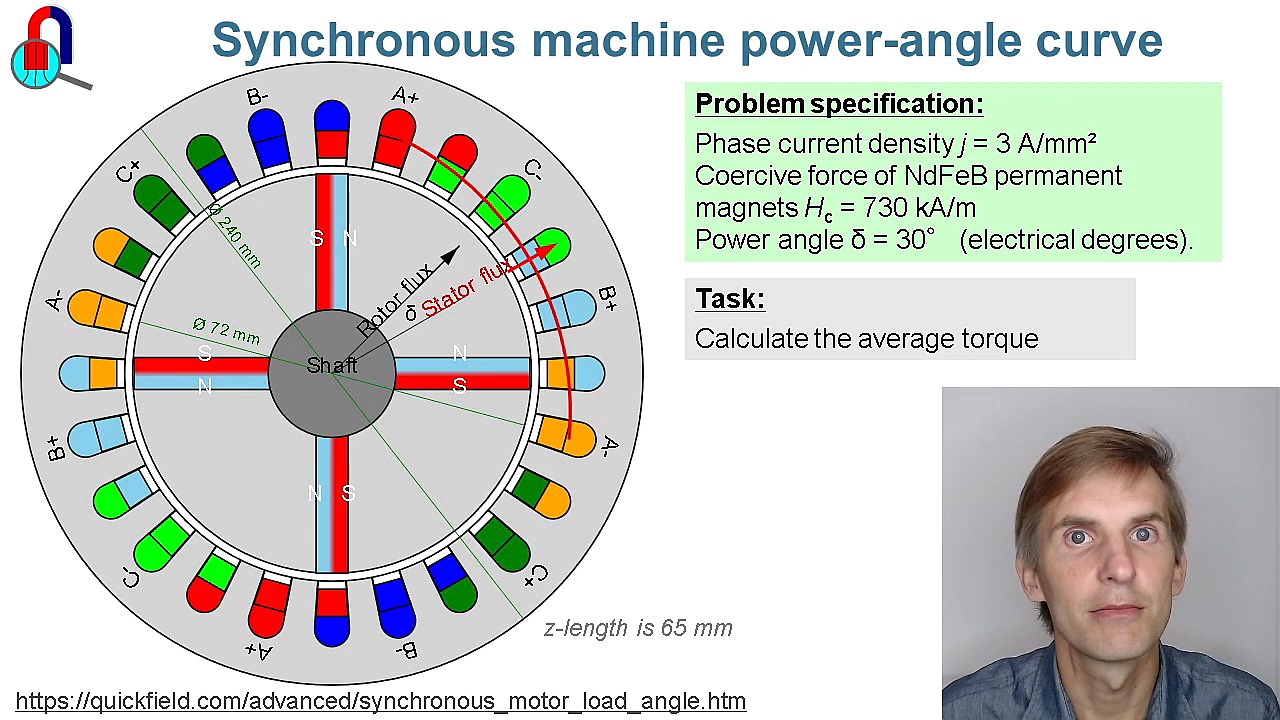 Synchronous machine power-angle curve
Problem specification:
Phase current density j = 3 A/mm²
Coercive force of NdFeB permanent
magnets Hc = 730 kA/m
Power angle δ = 30° (electrical degrees).
Task:
Calculate the average torque
B-
A+
C+
C-
Ø 240 mm
S N
A-
B+
Rotor flux
δ
Stator flux
Ø 72 mm
Shaft
S
N
N
S
B+
A-
N S
C-
C+
A+
B-
z-length is 65 mm
https://quickfield.com/advanced/synchronous_motor_load_angle.htm